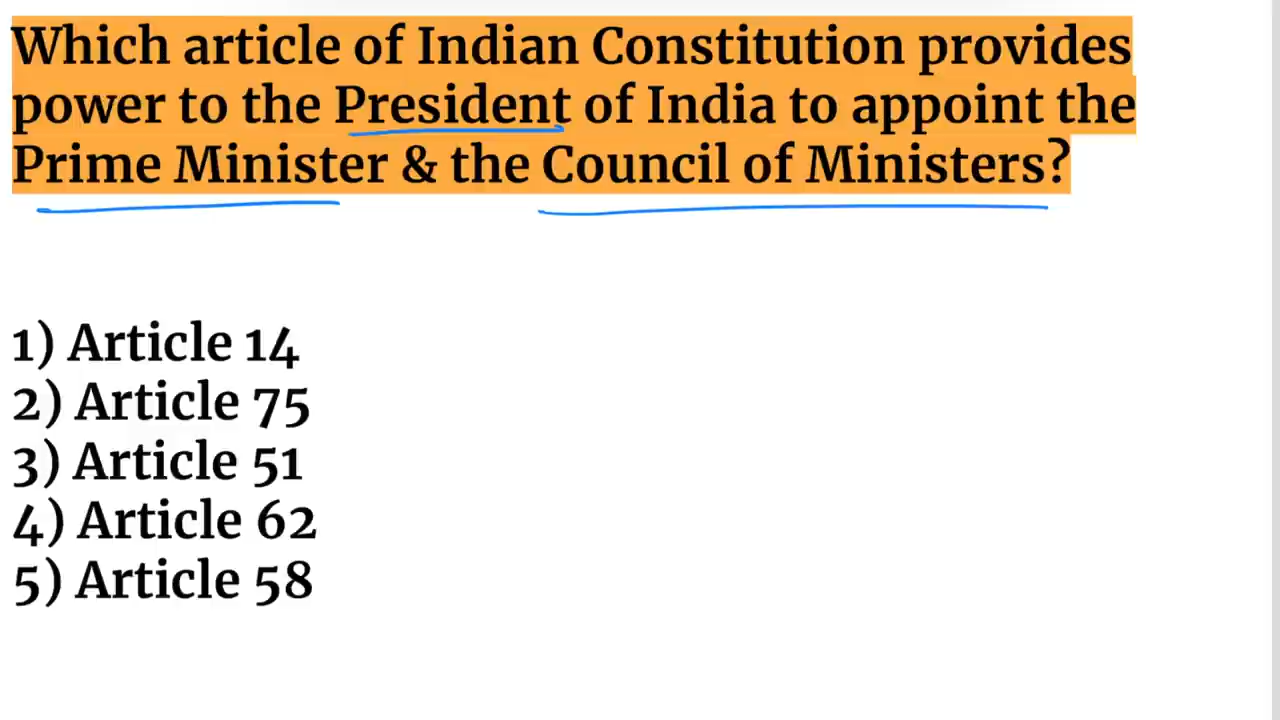 Which article of Indian Constitution provides
power to the President of India to appoint the
Prime Minister & the Council of Ministers?
1) Article 14
2) Article 75
3) Article 51
4) Article 62
5) Article 58